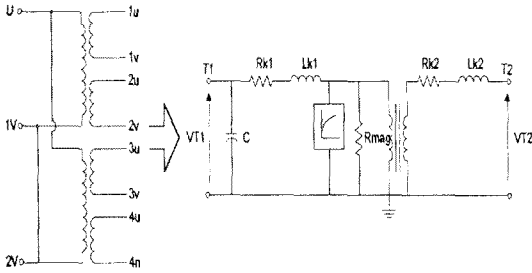 U
1u
1v
2u
1V
2v
3u
3v
4u
2V
4n
T1
Rk1
Lk1
VT1
C
Rmag
Rk2
Lk2
T2
VT2